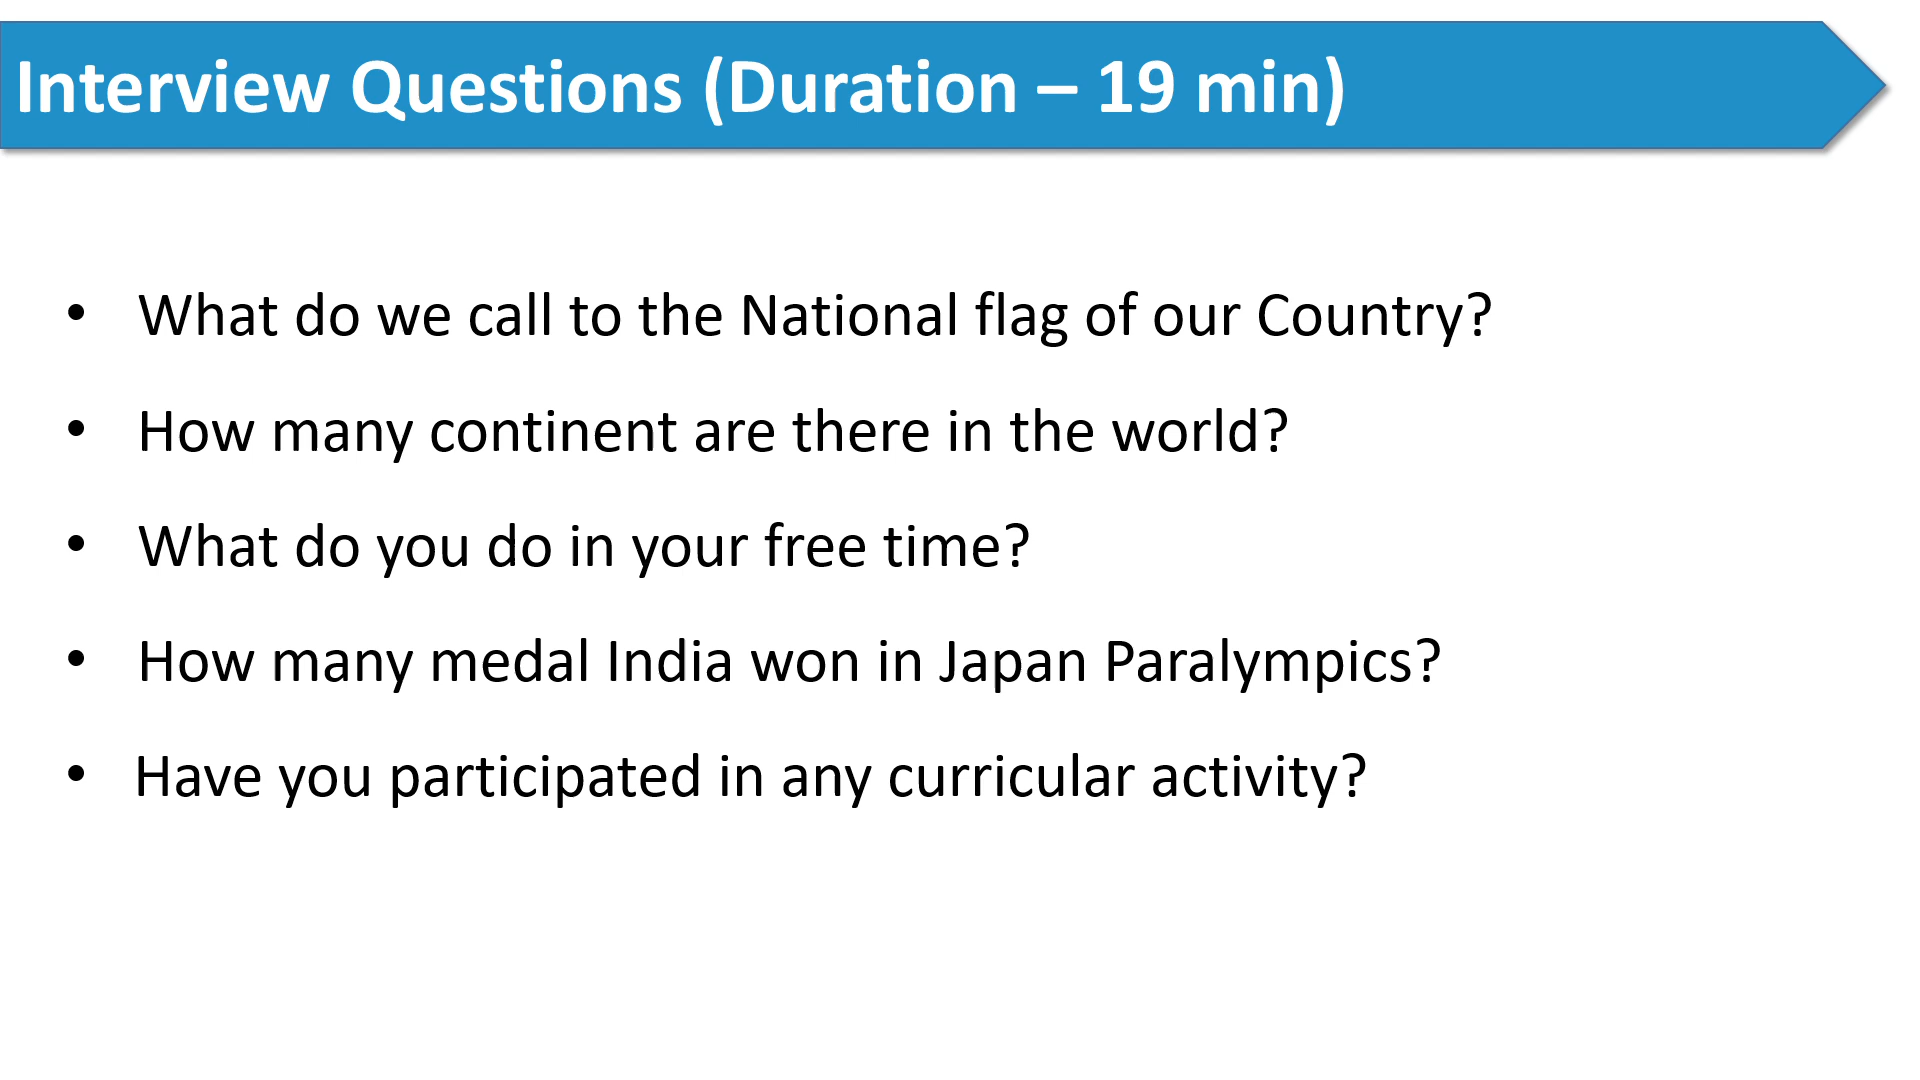 Interview Questions (Duration – 19 min)
• What do we call to the National flag of our Country?
• How many continent are there in the world?
• What do you do in your free time?
• How many medal India won in Japan Paralympics?
• Have you participated in any curricular activity?